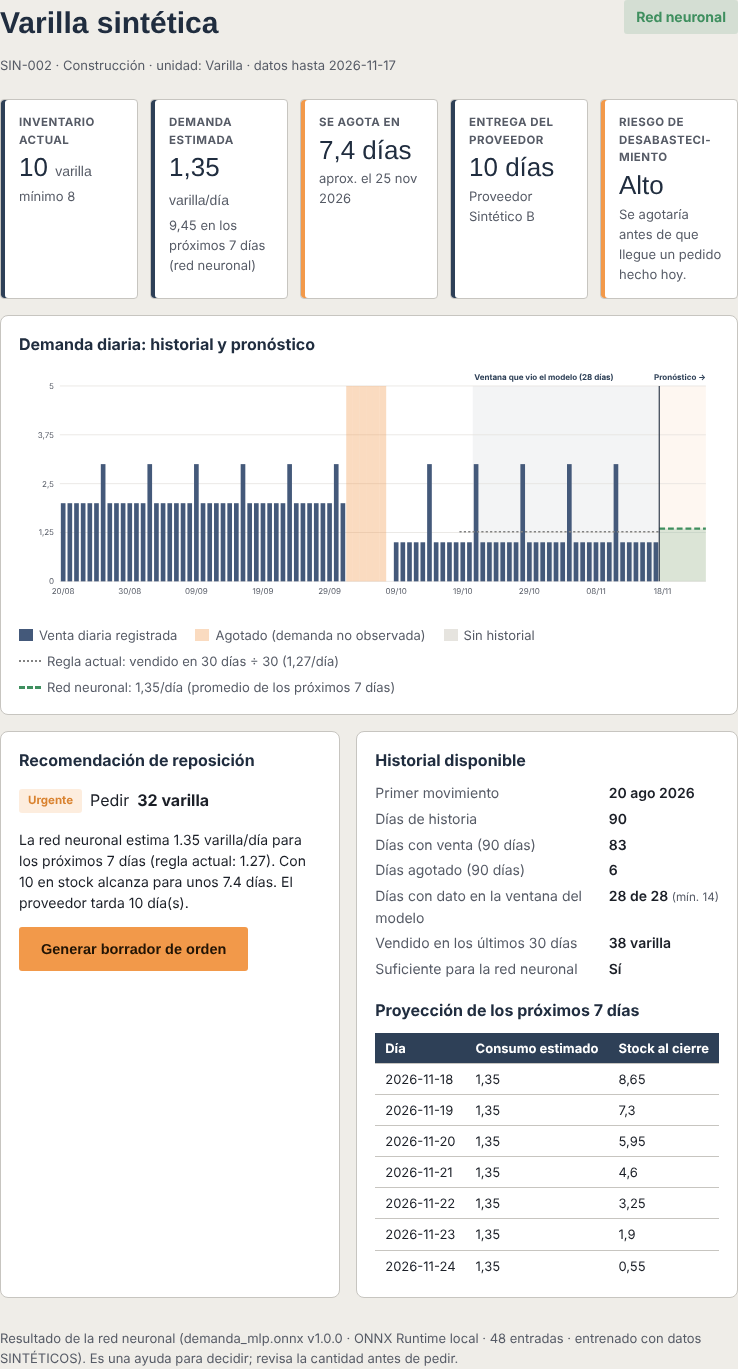 Varilla sintética
Red neuronal
SIN-002 · Construcción · unidad: Varilla · datos hasta 2026-11-17
INVENTARIO
ACTUAL
10 varilla
mínimo 8
DEMANDA
ESTIMADA
1,35
varilla/día
9,45 en los
próximos 7 días
(red neuronal)
SE AGOTA EN
7,4 días
aprox. el 25 nov
2026
ENTREGA DEL
PROVEEDOR
10 días
Proveedor
Sintético B
RIESGO DE
DESABASTECI-
MIENTO
Alto
Se agotaría
antes de que
llegue un pedido
hecho hoy.
Demanda diaria: historial y pronóstico
Ventana que vio el modelo (28 días)
Pronóstico →
5
3,75
2,5
1,25
0
20/08
30/08
09/09
19/09
29/09
09/10
19/10
29/10
08/11
18/11
Venta diaria registrada
Agotado (demanda no observada)
Sin historial
Regla actual: vendido en 30 días ÷ 30 (1,27/día)
Red neuronal: 1,35/día (promedio de los próximos 7 días)
Recomendación de reposición
Urgente Pedir 32 varilla
La red neuronal estima 1.35 varilla/día para
los próximos 7 días (regla actual: 1.27). Con
10 en stock alcanza para unos 7.4 días. El
proveedor tarda 10 día(s).
Generar borrador de orden
Historial disponible
Primer movimiento 20 ago 2026
Días de historia 90
Días con venta (90 días) 83
Días agotado (90 días) 6
Días con dato en la ventana del 28 de 28 (mín. 14)
modelo
Vendido en los últimos 30 días 38 varilla
Suficiente para la red neuronal Sí
Proyección de los próximos 7 días
Día Consumo estimado Stock al cierre
2026-11-18 1,35 8,65
2026-11-19 1,35 7,3
2026-11-20 1,35 5,95
2026-11-21 1,35 4,6
2026-11-22 1,35 3,25
2026-11-23 1,35 1,9
2026-11-24 1,35 0,55
Resultado de la red neuronal (demanda_mlp.onnx v1.0.0 · ONNX Runtime local · 48 entradas · entrenado con datos
SINTÉTICOS). Es una ayuda para decidir; revisa la cantidad antes de pedir.